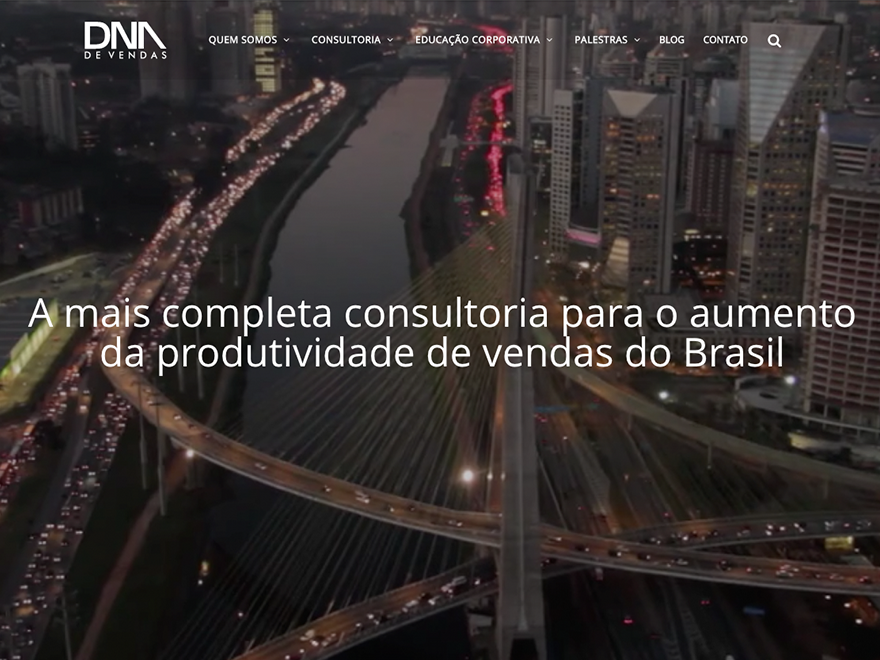 DNA
DE VENDAS
QUEM SOMOS
CONSULTORIA
EDUCAÇÃO CORPORATIVA
PALESTRAS
BLOG
CONTATO
A mais completa consultoria para o aumento
da produtividade de vendas do Brasil